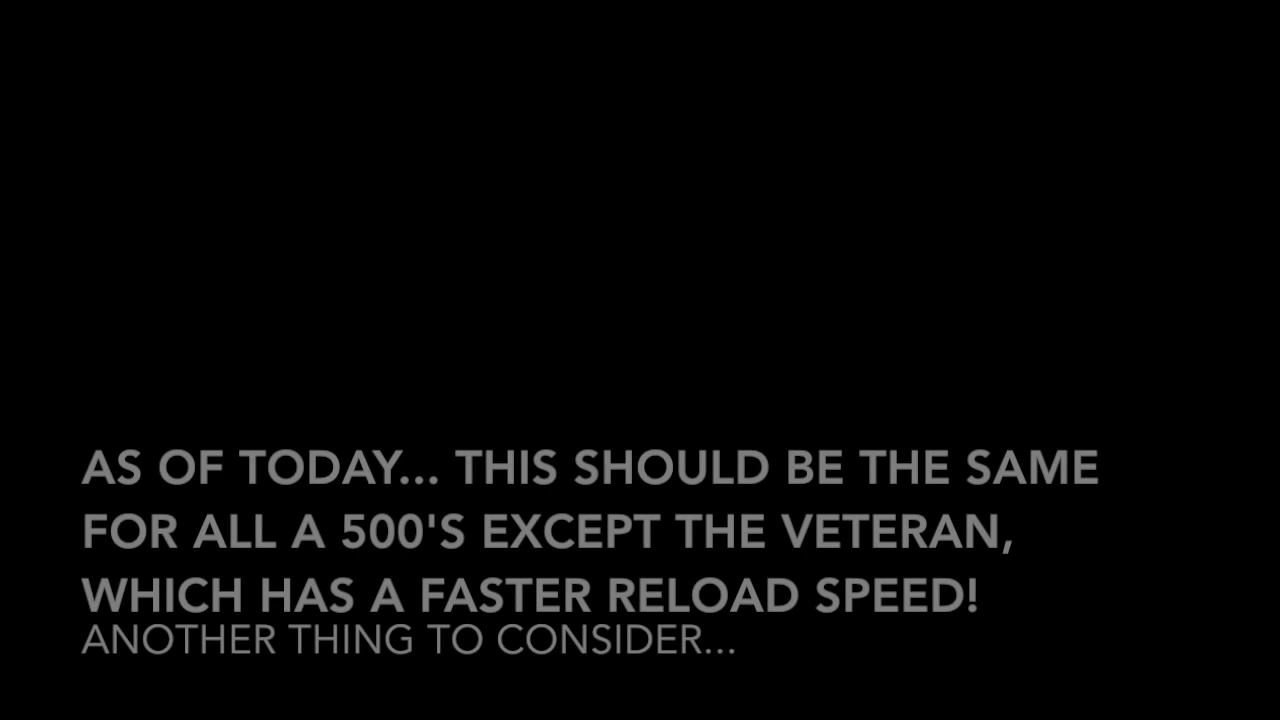 AS OF TODAY... THIS SHOULD BE THE SAME
FOR ALL A 500'S EXCEPT THE VETERAN,
WHICH HAS A FASTER RELOAD SPEED!
ANOTHER THING TO CONSIDER...